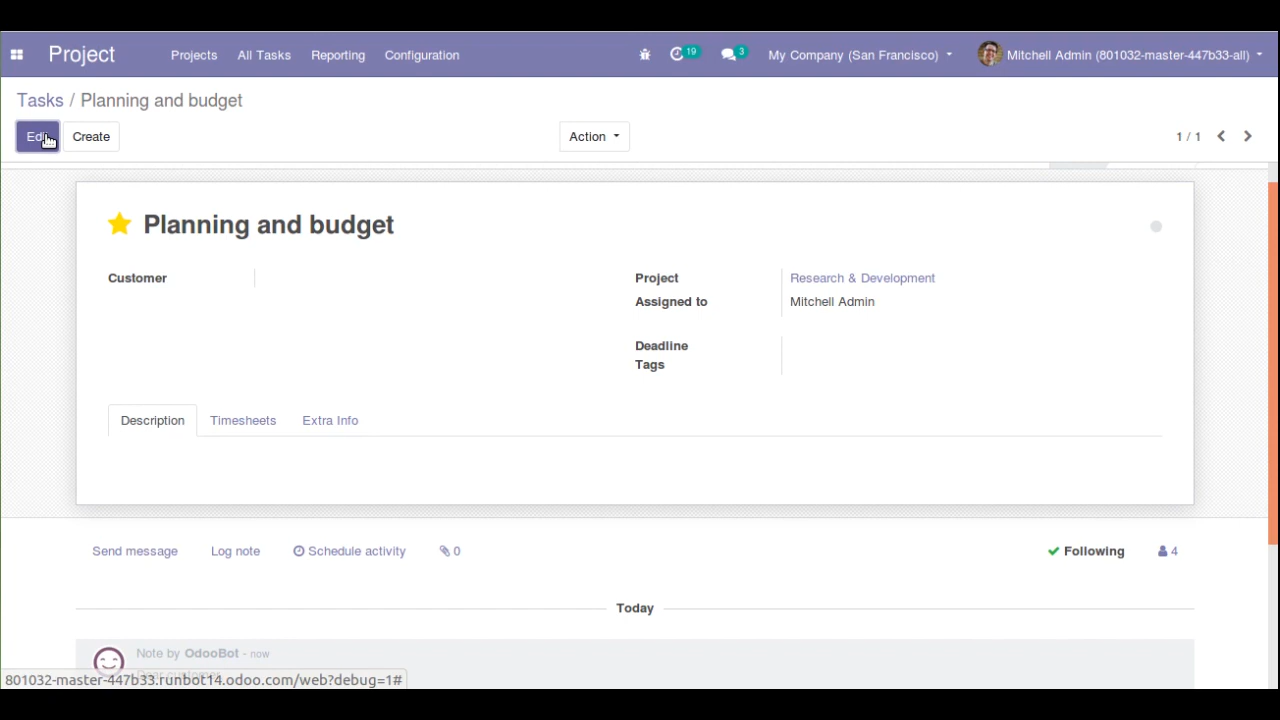 Project Projects All Tasks Reporting Configuration 19 3 My Company (San Francisco) Mitchell Admin (801032-master-447b33-all)
Tasks / Planning and budget
Create Action 1 / 1
Planning and budget
Customer Project Research & Development
Assigned to Mitchell Admin
Deadline
Tags
Description Timesheets Extra Info
Send message Log note Schedule activity 0 Following 4
Today
Note by OdooBot - now
801032-master-447b33.runbot14.odoo.com/web?debug=1#